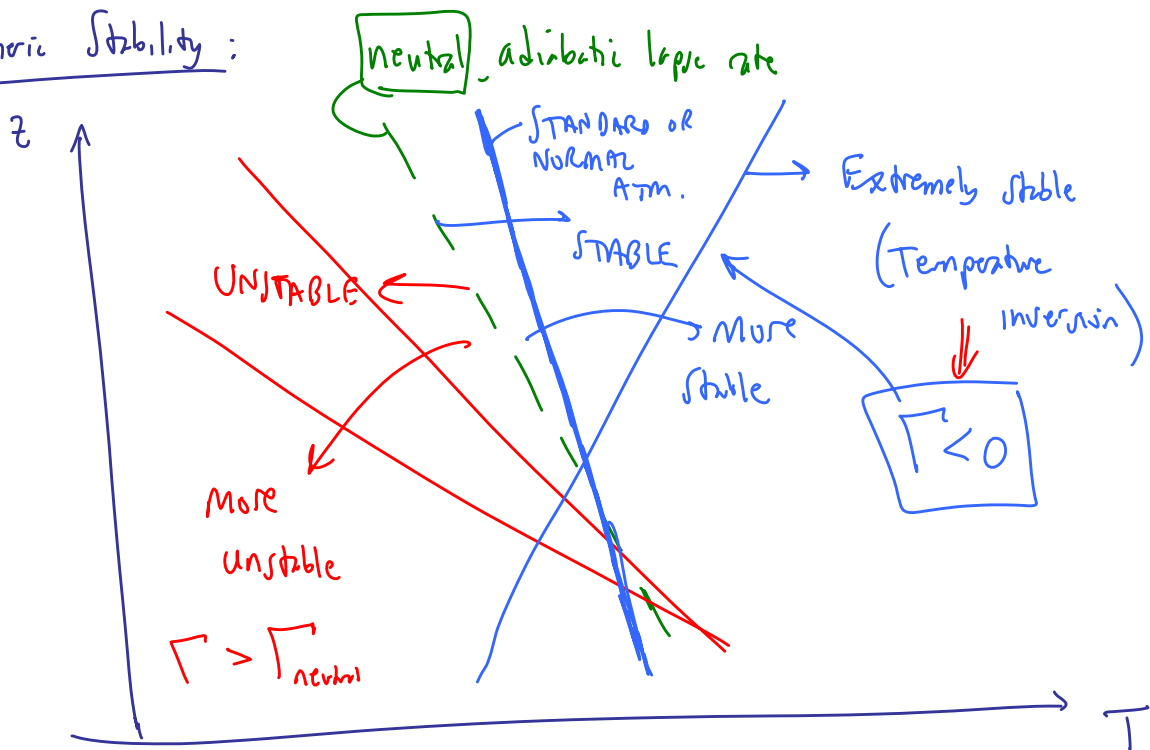 neric Stability :
neutral, adiabatic lapse rate
Z
STANDARD OR
NORMAL
ATM.
Extremely stable
(Temperature
inversion)
STABLE
UNSTABLE
More
stable
Γ < 0
More
unstable
Γ > Γneutral
T